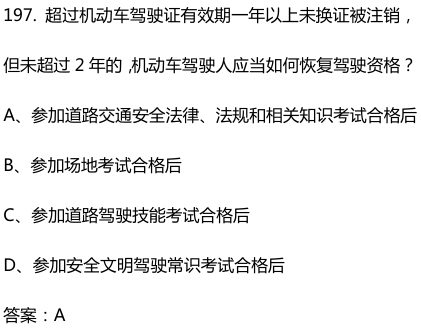 197. 超过机动车驾驶证有效期一年以上未换证被注销，
但未超过 2 年的 ,机动车驾驶人应当如何恢复驾驶资格？
A、参加道路交通安全法律、法规和相关知识考试合格后
B、参加场地考试合格后
C、参加道路驾驶技能考试合格后
D、参加安全文明驾驶常识考试合格后
答案：A